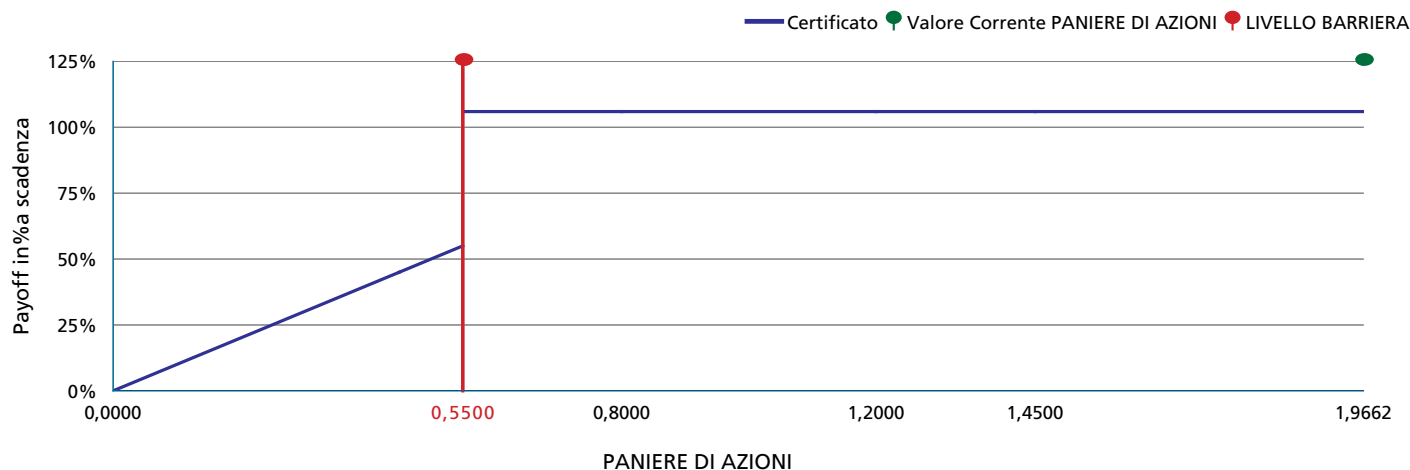 Certificato Valore Corrente PANIERE DI AZIONI LIVELLO BARRIERA
125%
100%
75%
50%
25%
0%
Payoff in%a scadenza
0,0000 0,5500 0,8000 1,2000 1,4500 1,9662
PANIERE DI AZIONI